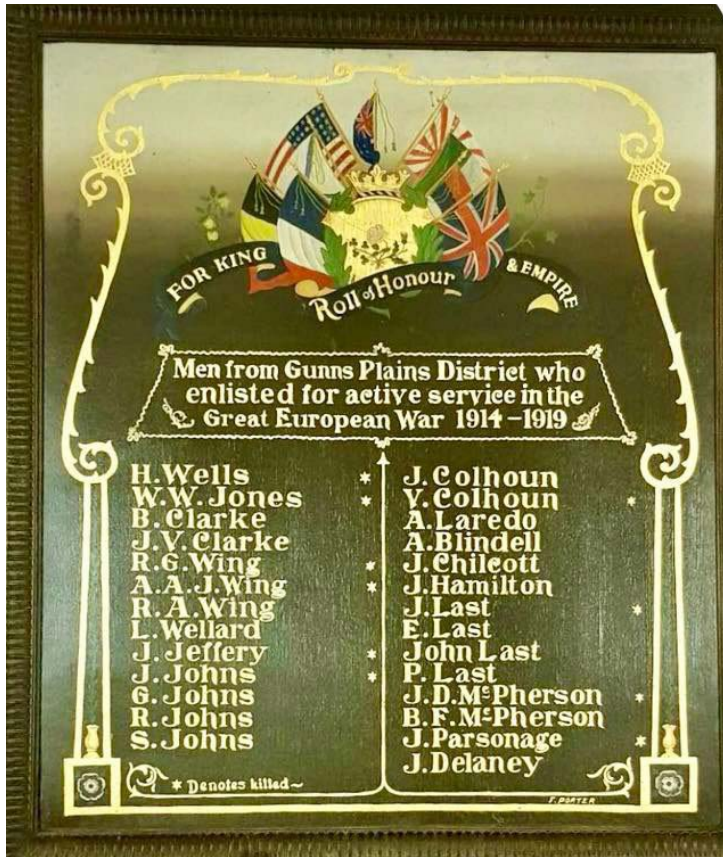 FOR KING
Roll of Honour
& EMPIRE
Men from Gunns Plains District who
enlisted for active service in the
Great European War 1914-1919
H. Wells *
W. W. Jones *
B. Clarke
J. V. Clarke
R. G. Wing *
A. A. J. Wing *
R. A. Wing
L. Wellard
J. Jeffery *
J. Johns *
G. Johns
R. Johns
S. Johns
* Denotes killed~
J. Colhoun
V. Colhoun *
A. Laredo
A. Blindell
J. Chilcott
J. Hamilton
J. Last *
E. Last
John Last
P. Last
J. D. McPherson *
B. F. McPherson
J. Parsonage *
J. Delaney
F. PORTER